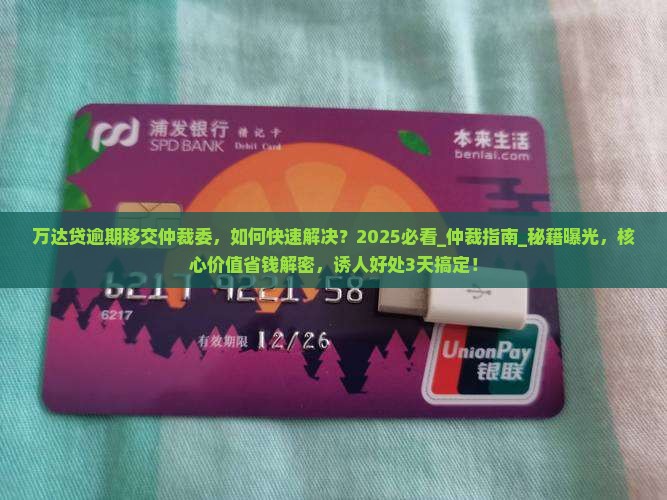 浦发银行 借记卡
SPD BANK Debit Card
本来生活
benlai.com
万达贷逾期移交仲裁委，如何快速解决？2025必看_仲裁指南_秘籍曝光，核
心价值省钱解密，诱人好处3天搞定！
6217
有效期限 12/26
UnionPay
银联